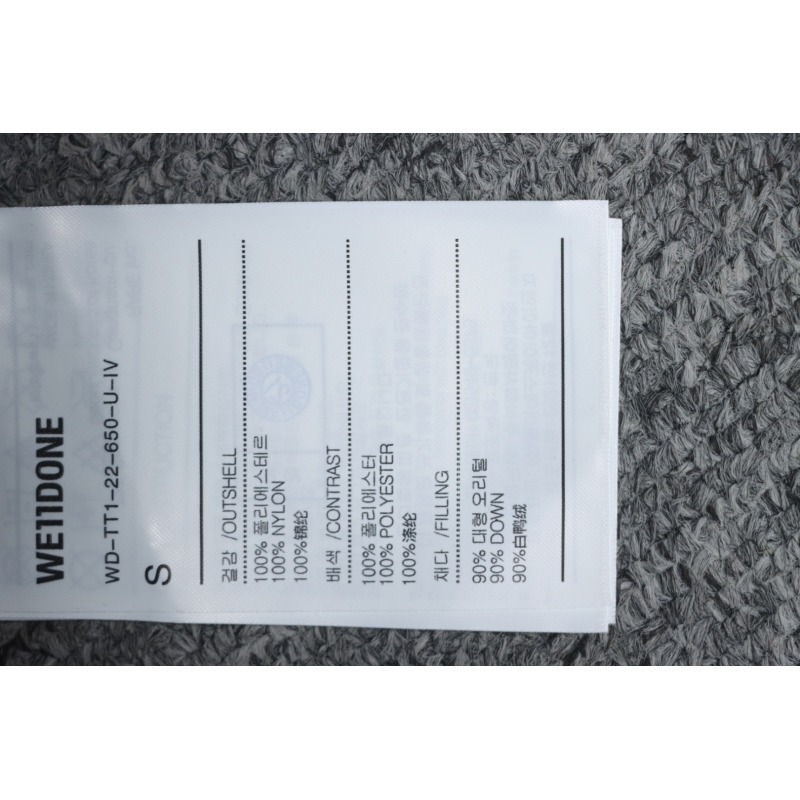 WE11DONE
WD-TT1-22-650-U-IV
S
걸감 /OUTSHELL
100% 폴리에스테르
100% NYLON
100%锦纶
배색 /CONTRAST
100% 폴리에스터
100% POLYESTER
100%涤纶
채다 /FILLING
90% 대형 오리털
90% DOWN
90%白鸭绒